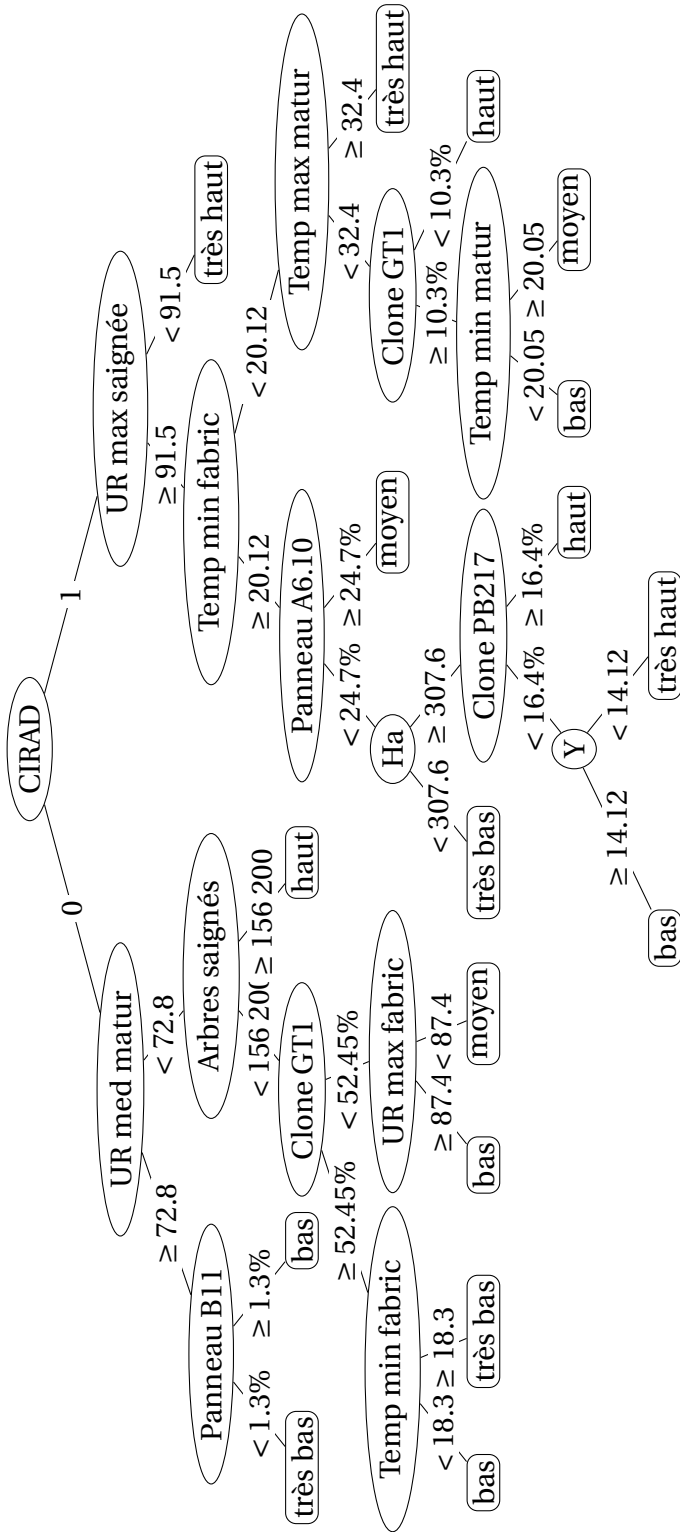 CIRAD
0
1
UR med matur
UR max saignée
≥ 72.8
< 72.8
≥ 91.5
< 91.5
Panneau B11
Arbres saignés
Temp min fabric
très haut
< 1.3%
≥ 1.3%
< 156 200
≥ 156 200
≥ 20.12
< 20.12
très bas
bas
Clone GT1
haut
Panneau A6.10
Temp max matur
≥ 52.45%
< 52.45%
< 24.7%
≥ 24.7%
< 32.4
≥ 32.4
Temp min fabric
UR max fabric
Ha
moyen
Clone GT1
très haut
< 18.3
≥ 18.3
≥ 87.4
< 87.4
< 307.6
≥ 307.6
≥ 10.3%
< 10.3%
bas
très bas
bas
moyen
très bas
Clone PB217
Temp min matur
haut
< 16.4%
≥ 16.4%
< 20.05
≥ 20.05
Y
haut
bas
moyen
≥ 14.12
< 14.12
bas
très haut